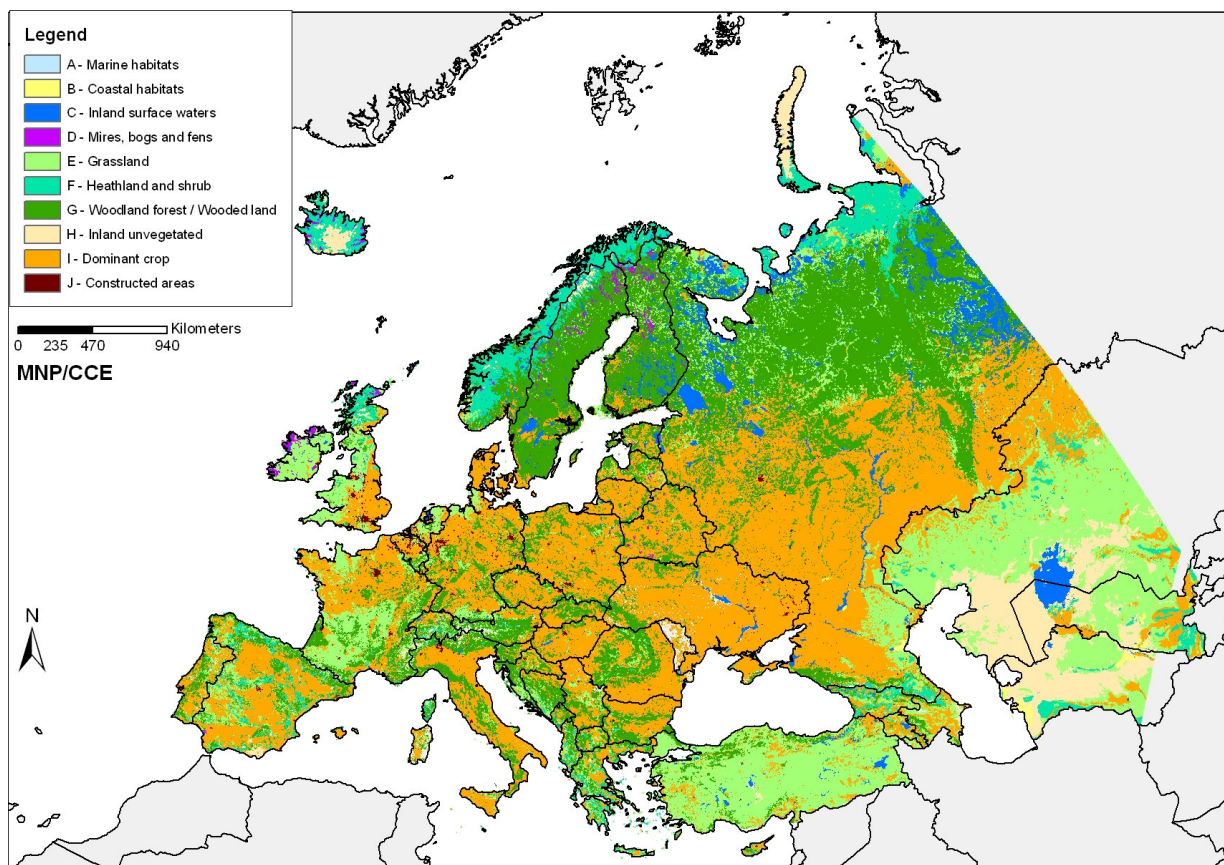 Legend
A - Marine habitats
B - Coastal habitats
C - Inland surface waters
D - Mires, bogs and fens
E - Grassland
F - Heathland and shrub
G - Woodland forest / Wooded land
H - Inland unvegetated
I - Dominant crop
J - Constructed areas
Kilometers
0 235 470 940
MNP/CCE
N